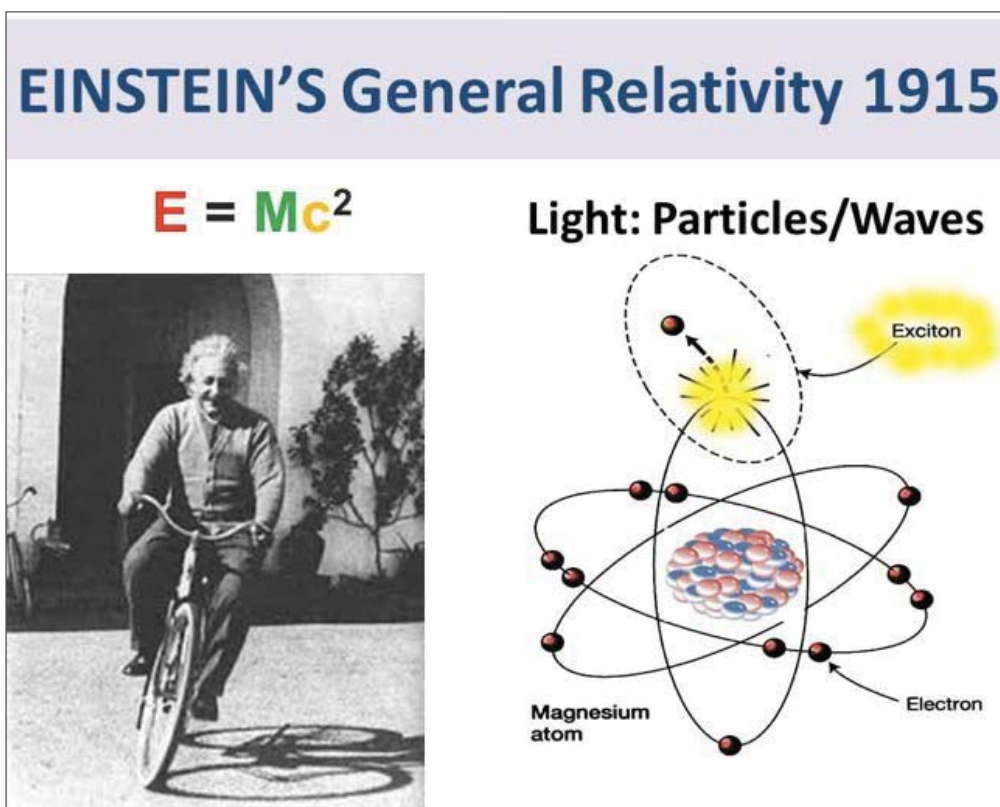 EINSTEIN'S General Relativity 1915
E = Mc²
Light: Particles/Waves
Exciton
Electron
Magnesium
atom